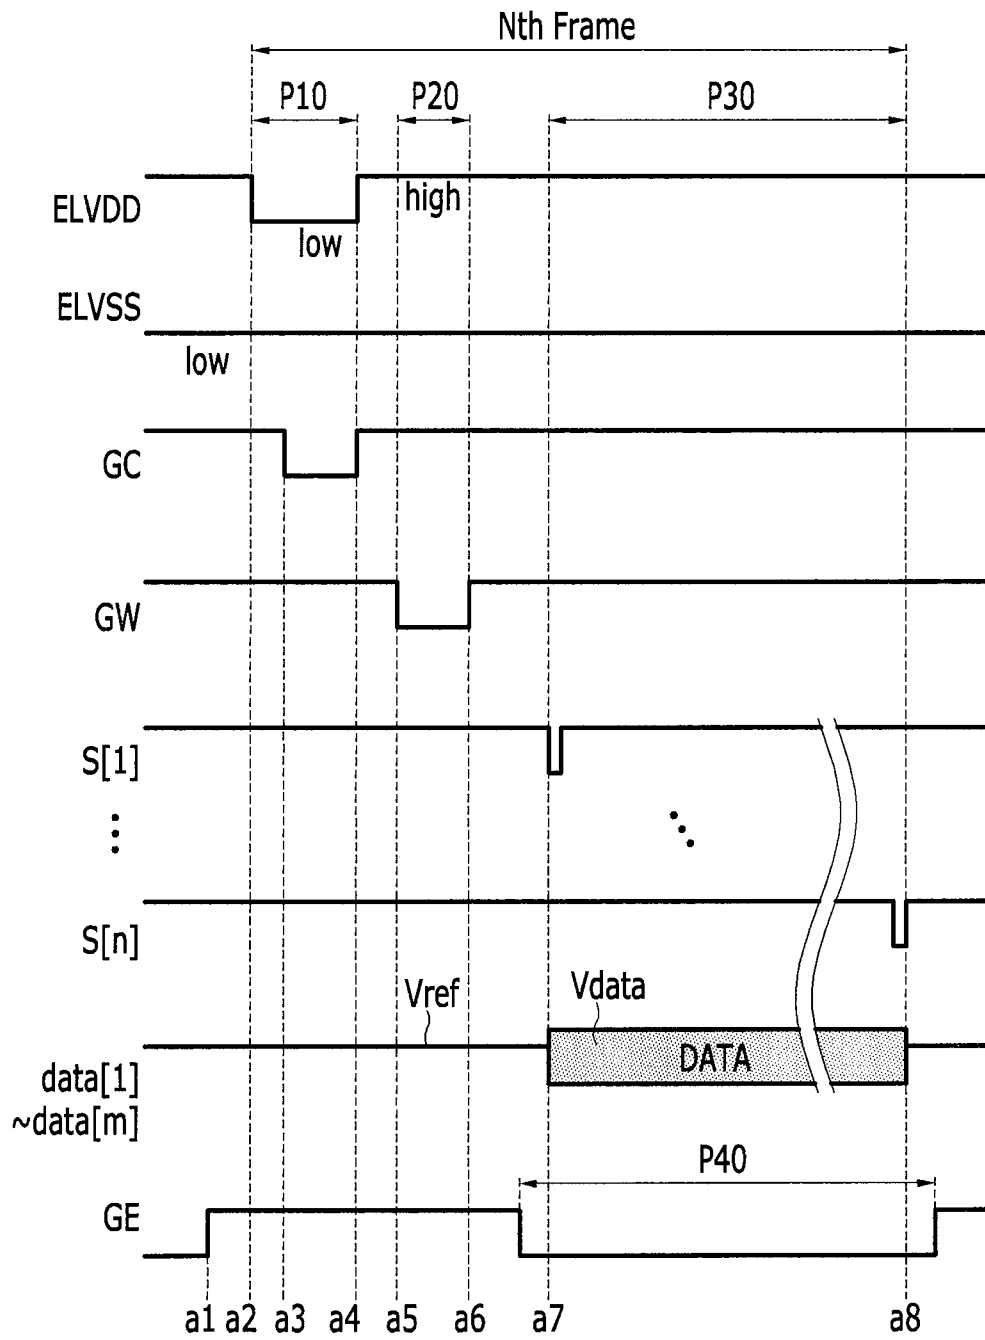 Nth Frame
P10 P20 P30
ELVDD
high
low
ELVSS
low
GC
GW
S[1]
S[n]
Vref Vdata
data[1] DATA
~data[m]
P40
GE
a1 a2 a3 a4 a5 a6 a7 a8